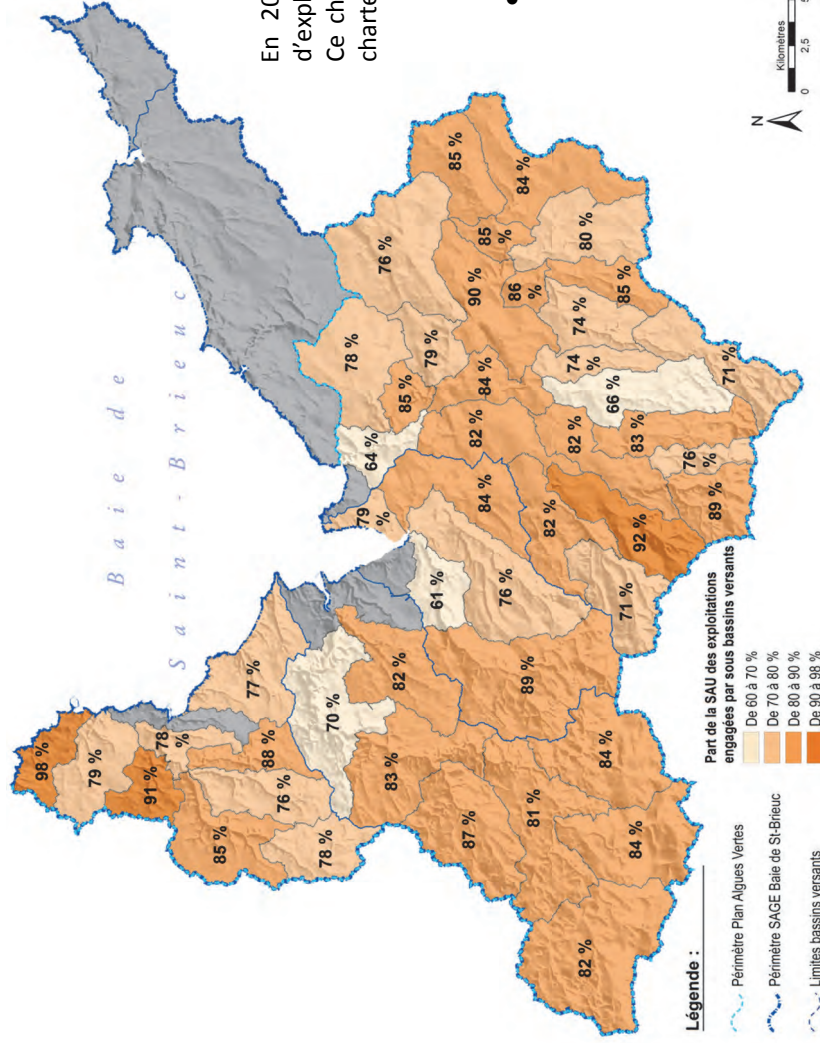 En 20
d'expl
Ce ch
charte
Baie de
Saint-Brieuc
98 %
79 %
91 %
78 %
85 %
88 %
76 %
78 %
77 %
70 %
82 %
83 %
87 %
81 %
84 %
84 %
82 %
89 %
61 %
76 %
84 %
79 %
64 %
78 %
76 %
85 %
79 %
85 %
84 %
85 %
90 %
86 %
80 %
84 %
82 %
82 %
74 %
74 %
85 %
66 %
71 %
83 %
76 %
82 %
92 %
89 %
71 %
N
Kilomètres
0 2,5 5
Légende :
Périmètre Plan Algues Vertes
Périmètre SAGE Baie de St-Brieuc
Limites bassins versants
Part de la SAU des exploitations
engagées par sous bassins versants
De 60 à 70 %
De 70 à 80 %
De 80 à 90 %
De 90 à 98 %